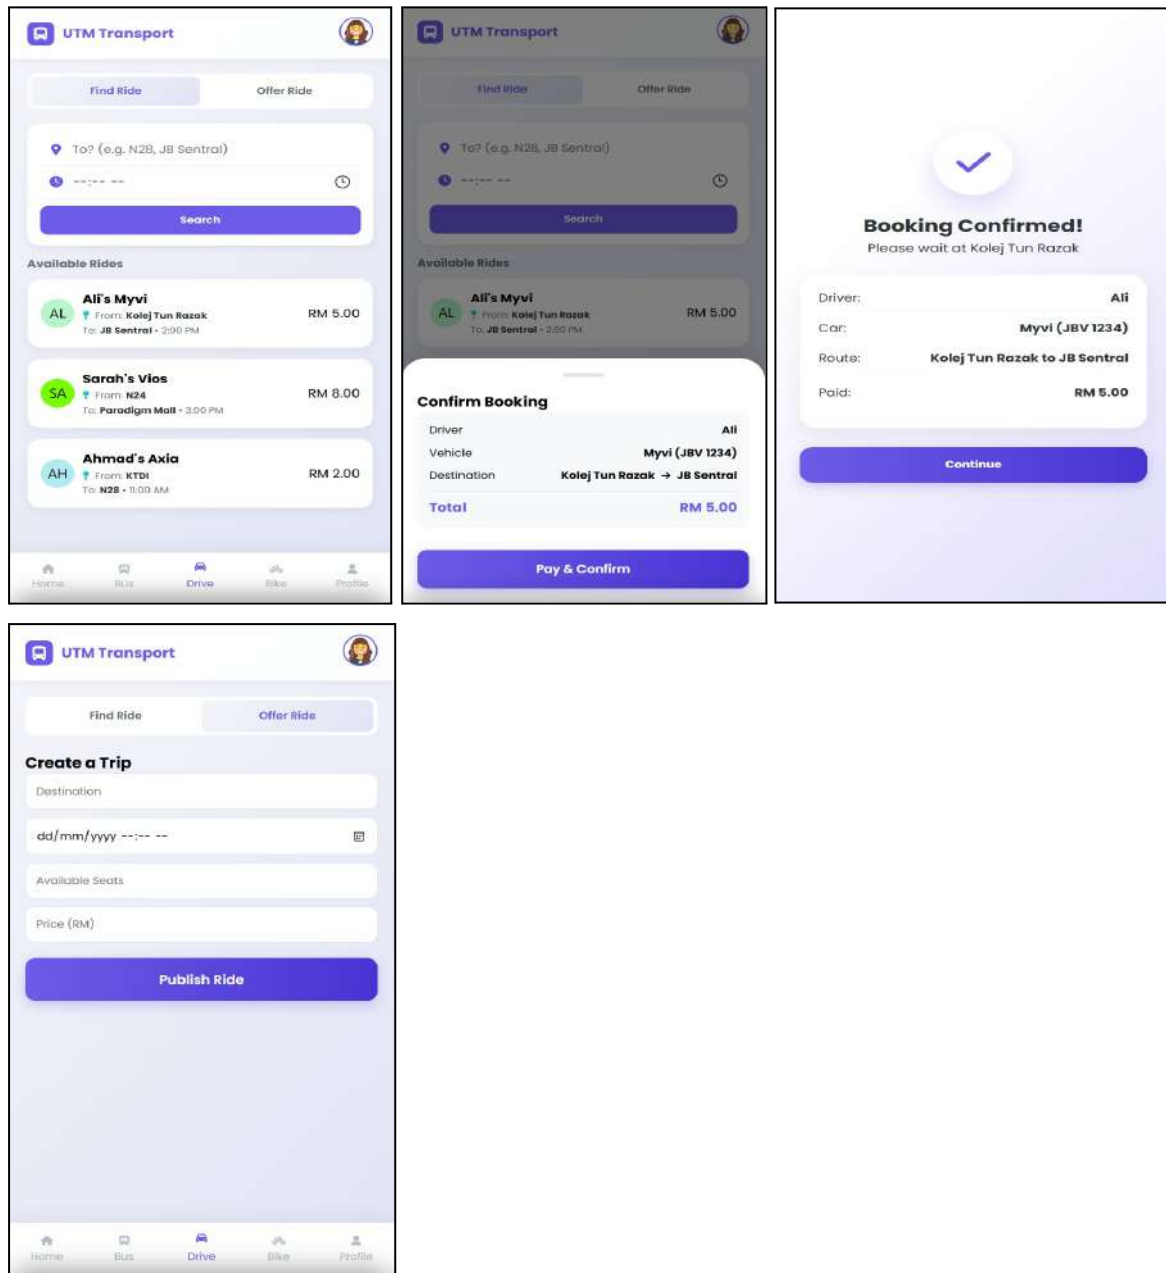 UTM Transport
Find Ride
Offer Ride
To? (e.g. N28, JB Sentral)
--:-- --
Search
Available Rides
AL
Ali's Myvi
From: Kolej Tun Razak
To: JB Sentral • 2:00 PM
RM 5.00
SA
Sarah's Vios
From: N24
To: Paradigm Mall • 3:00 PM
RM 8.00
AH
Ahmad's Axia
From: KTDI
To: N28 • 11:00 AM
RM 2.00
Home
Bus
Drive
Bike
Profile
UTM Transport
Find Ride
Offer Ride
To? (e.g. N28, JB Sentral)
--:-- --
Search
Available Rides
AL
Ali's Myvi
From: Kolej Tun Razak
To: JB Sentral • 2:00 PM
RM 5.00
Confirm Booking
Driver Ali
Vehicle Myvi (JBV 1234)
Destination Kolej Tun Razak → JB Sentral
Total RM 5.00
Pay & Confirm
Booking Confirmed!
Please wait at Kolej Tun Razak
Driver: Ali
Car: Myvi (JBV 1234)
Route: Kolej Tun Razak to JB Sentral
Paid: RM 5.00
Continue
UTM Transport
Find Ride
Offer Ride
Create a Trip
Destination
dd/mm/yyyy --:-- --
Available Seats
Price (RM)
Publish Ride
Home
Bus
Drive
Bike
Profile